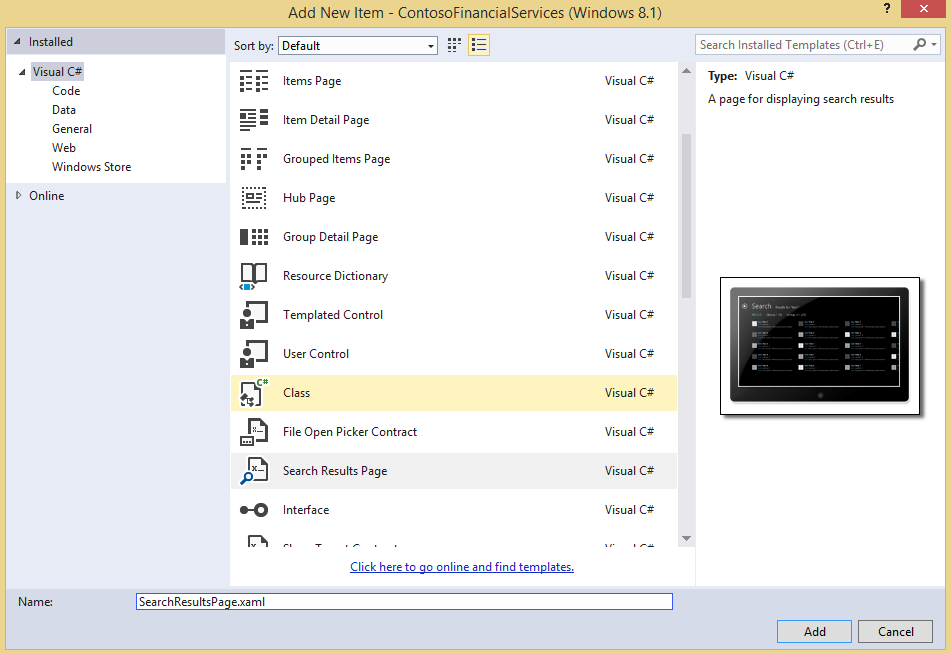 Add New Item - ContosoFinancialServices (Windows 8.1)
?
Installed
Visual C#
Code
Data
General
Web
Windows Store
Online
Sort by: Default
Items Page Visual C#
Item Detail Page Visual C#
Grouped Items Page Visual C#
Hub Page Visual C#
Group Detail Page Visual C#
Resource Dictionary Visual C#
Templated Control Visual C#
User Control Visual C#
C#
Class Visual C#
File Open Picker Contract Visual C#
Search Results Page Visual C#
Interface Visual C#
Click here to go online and find templates.
Search Installed Templates (Ctrl+E)
Type: Visual C#
A page for displaying search results
Search
Name: SearchResultsPage.xaml
Add Cancel